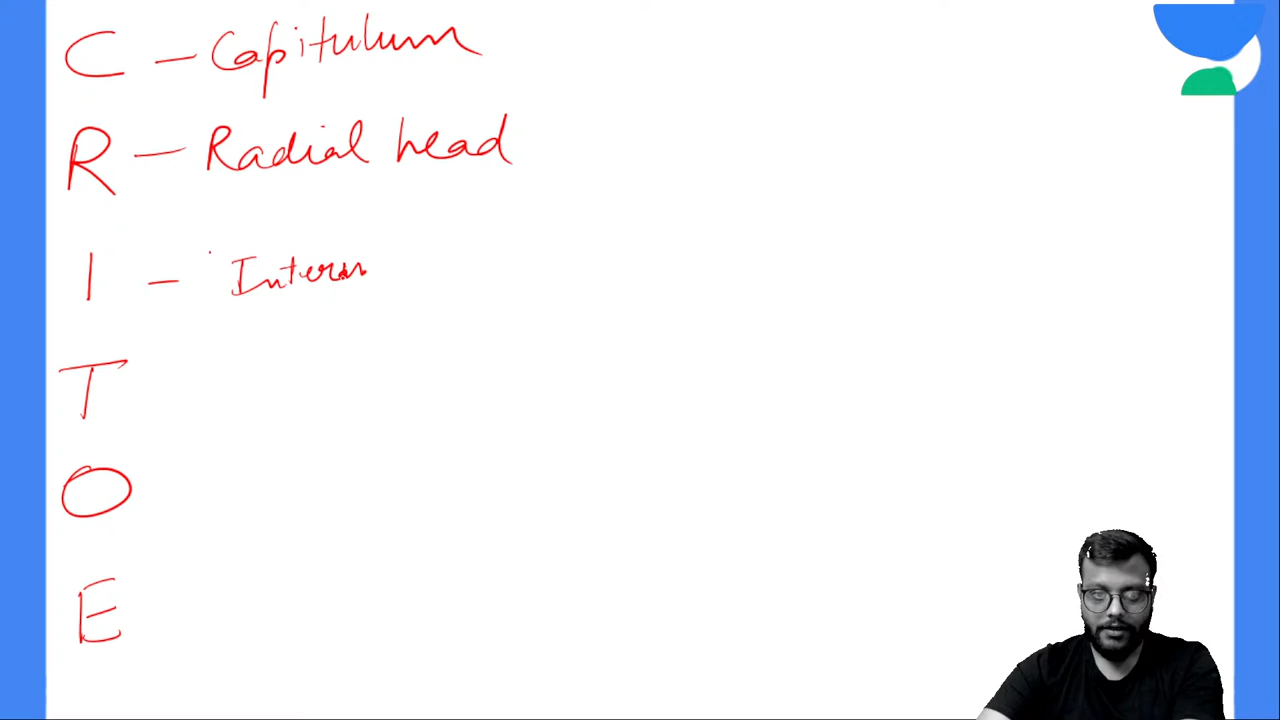 C - Capitulum
R - Radial head
I - Intern
T
O
E